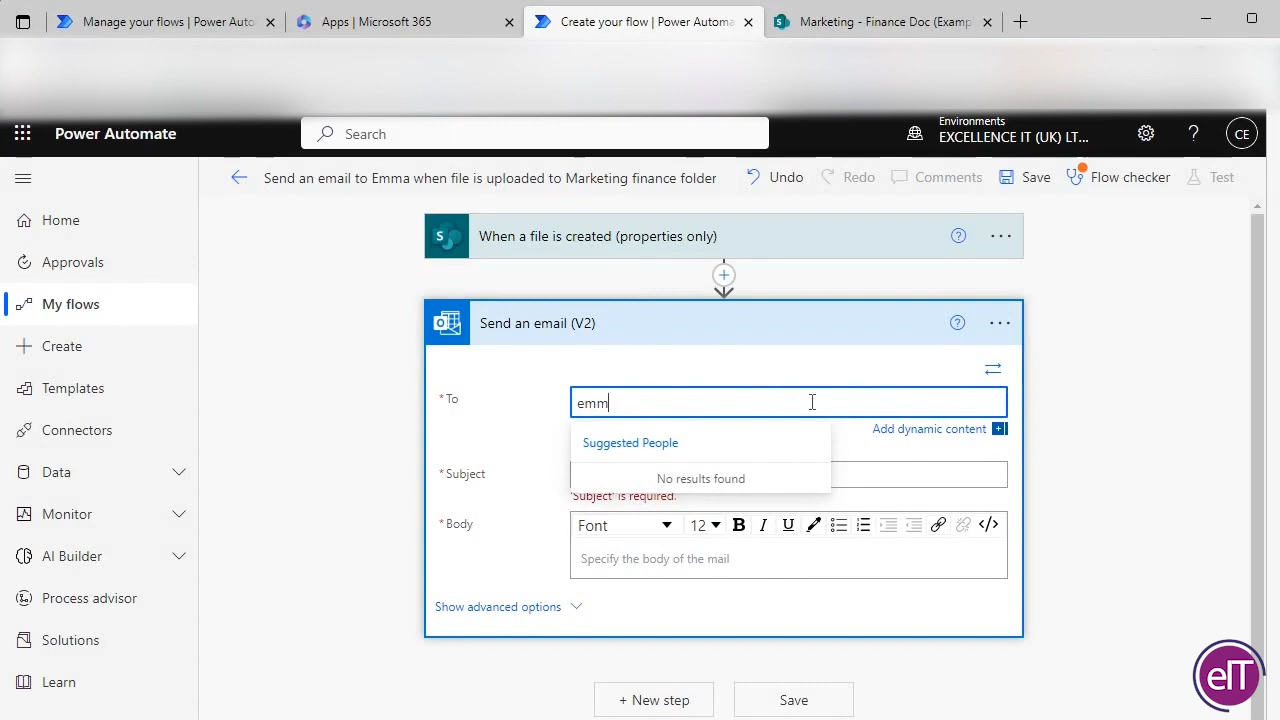 Manage your flows | Power Auto
Apps | Microsoft 365
Create your flow | Power Automa
Marketing - Finance Doc (Examp
Power Automate
Search
Environments
EXCELLENCE IT (UK) LT...
?
CE
Send an email to Emma when file is uploaded to Marketing finance folder
Undo
Redo
Comments
Save
Flow checker
Test
Home
Approvals
My flows
Create
Templates
Connectors
Data
Monitor
AI Builder
Process advisor
Solutions
Learn
S
When a file is created (properties only)
?
Send an email (V2)
?
* To
emm
Add dynamic content
Suggested People
No results found
* Subject
'Subject' is required.
* Body
Font
12
B
I
U
</>
Specify the body of the mail
Show advanced options
+ New step
Save
eIT